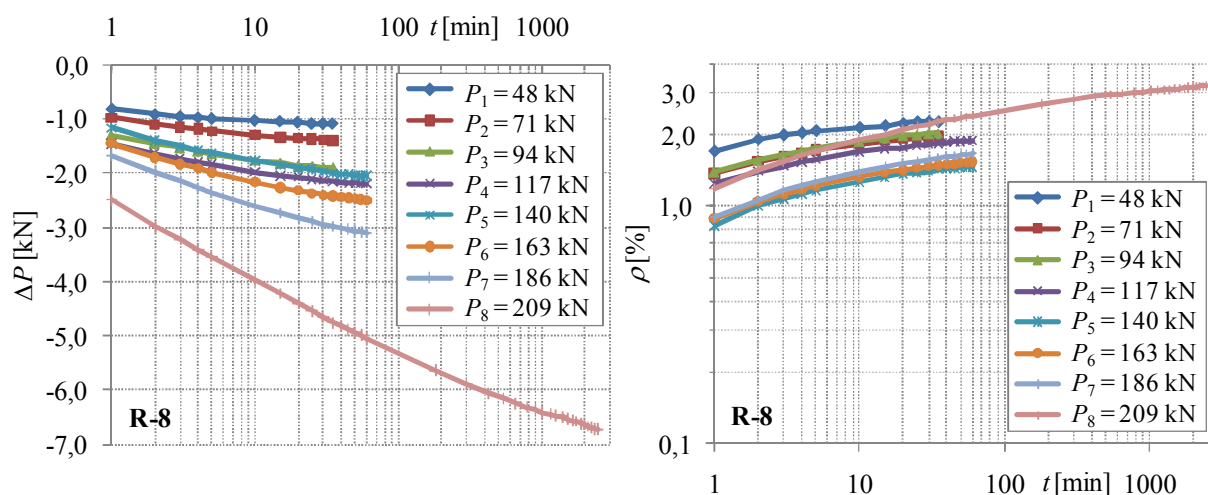 1 10 100 t [min] 1000
0,0
-1,0
-2,0
-3,0
-4,0
-5,0
-6,0
-7,0
ΔP [kN]
P1 = 48 kN
P2 = 71 kN
P3 = 94 kN
P4 = 117 kN
P5 = 140 kN
P6 = 163 kN
P7 = 186 kN
P8 = 209 kN
R-8
3,0
2,0
1,0
0,1
ρ [%]
P1 = 48 kN
P2 = 71 kN
P3 = 94 kN
P4 = 117 kN
P5 = 140 kN
P6 = 163 kN
P7 = 186 kN
P8 = 209 kN
R-8
1 10 100 t [min] 1000